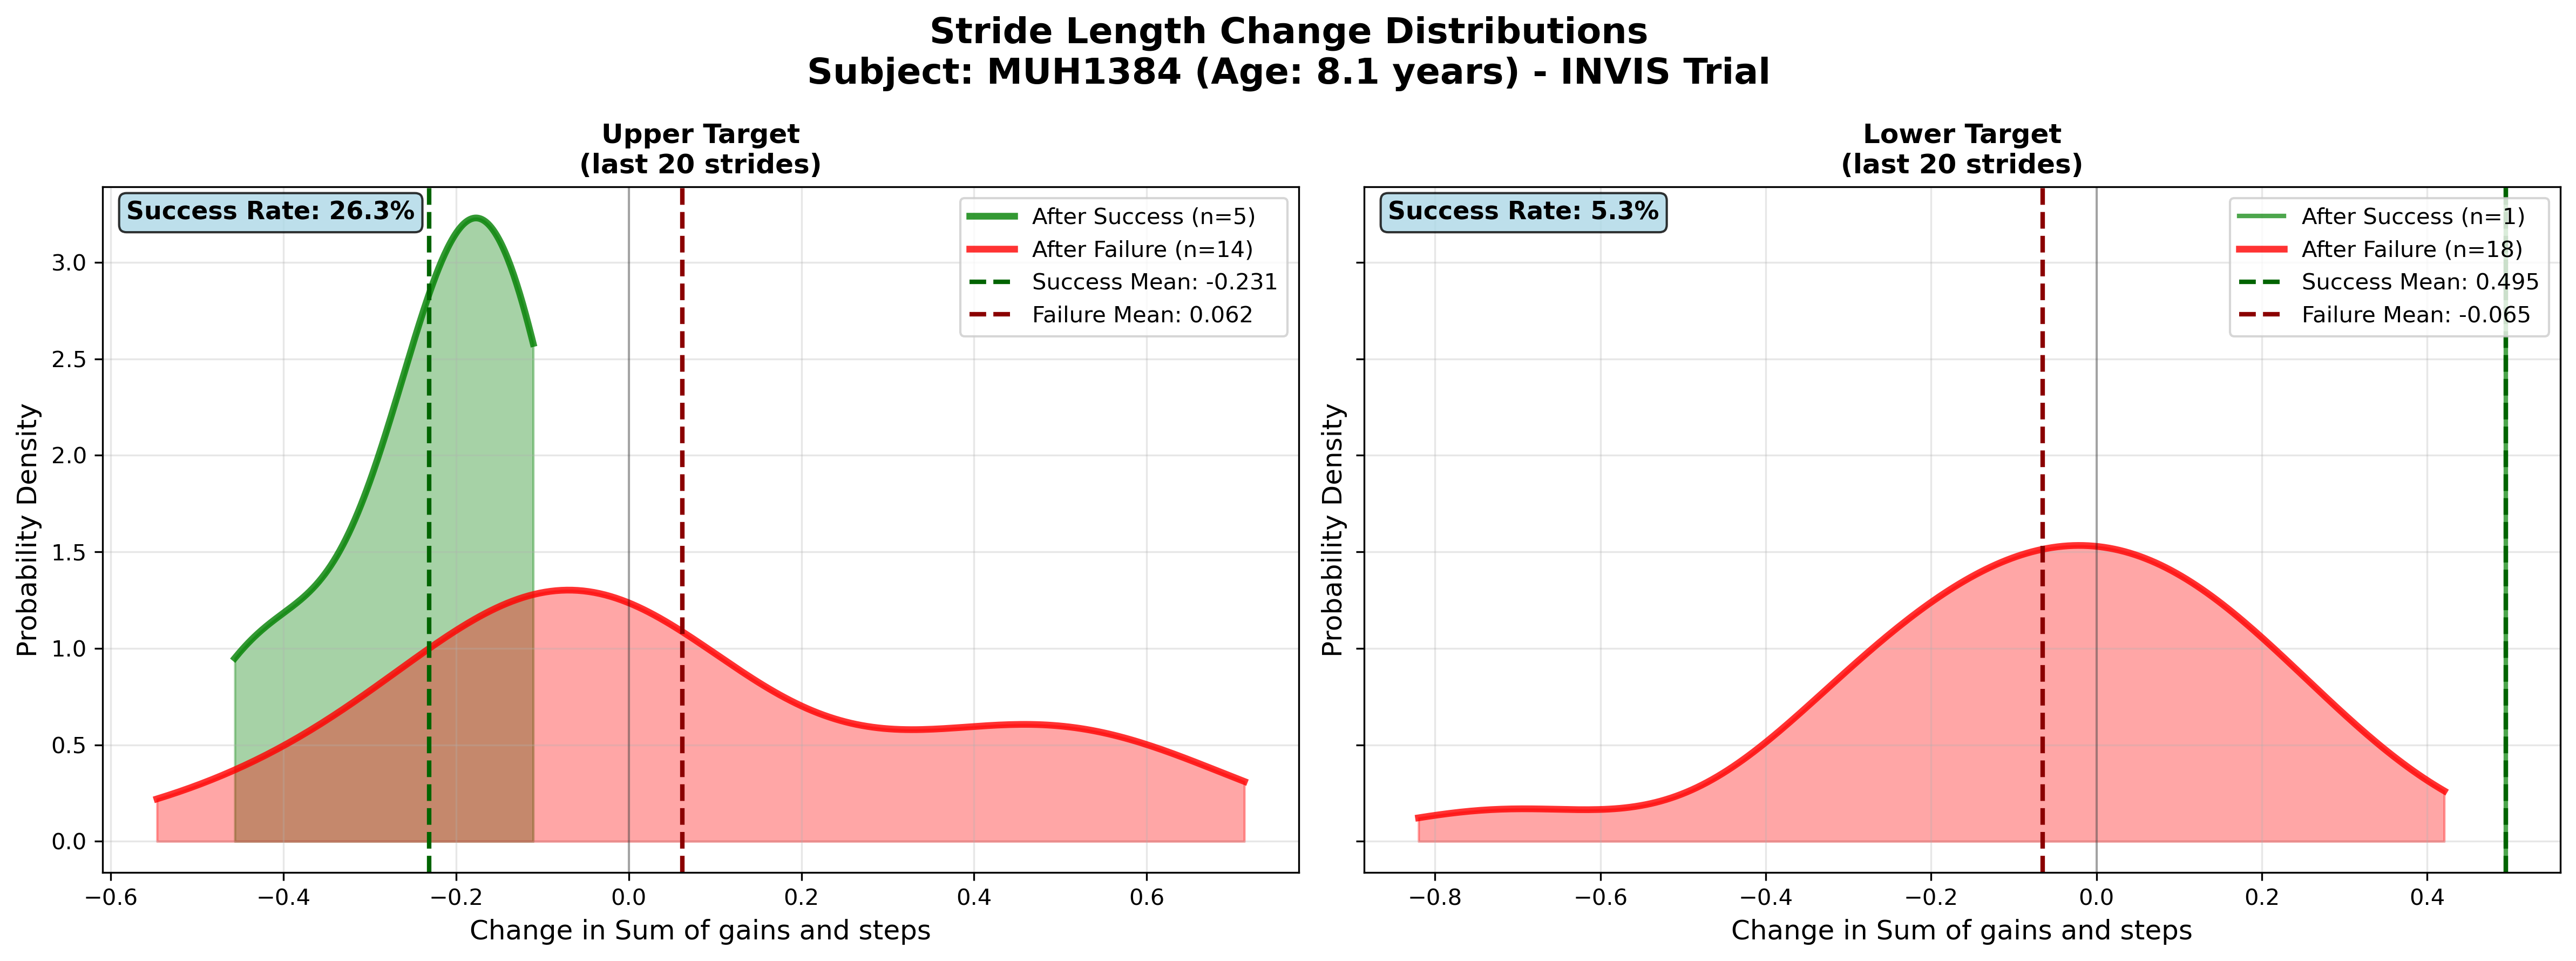 Stride Length Change Distributions
Subject: MUH1384 (Age: 8.1 years) - INVIS Trial
Upper Target
(last 20 strides)
Success Rate: 26.3%
After Success (n=5)
After Failure (n=14)
Success Mean: -0.231
Failure Mean: 0.062
Probability Density
3.0
2.5
2.0
1.5
1.0
0.5
0.0
−0.6 −0.4 −0.2 0.0 0.2 0.4 0.6
Change in Sum of gains and steps
Lower Target
(last 20 strides)
Success Rate: 5.3%
After Success (n=1)
After Failure (n=18)
Success Mean: 0.495
Failure Mean: -0.065
Probability Density
−0.8 −0.6 −0.4 −0.2 0.0 0.2 0.4
Change in Sum of gains and steps